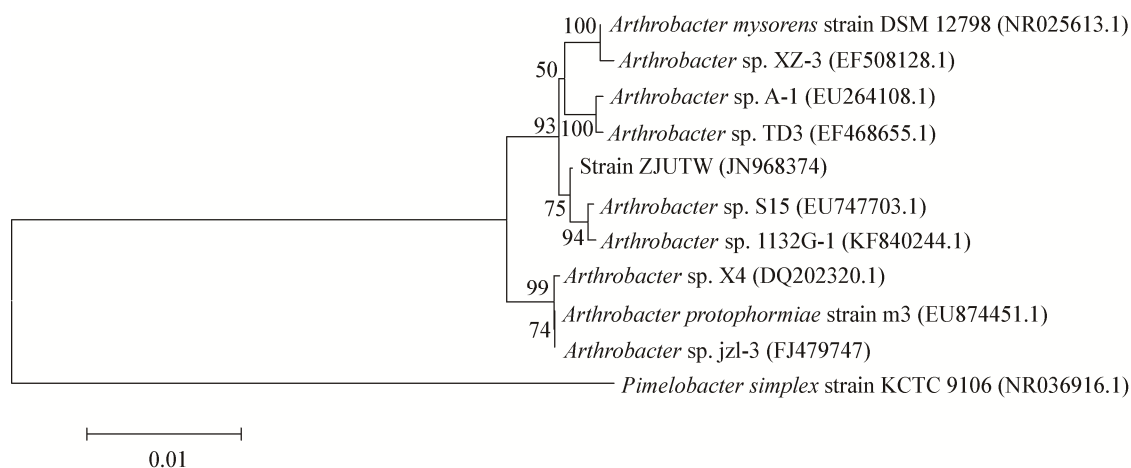 100
Arthrobacter mysorens strain DSM 12798 (NR025613.1)
Arthrobacter sp. XZ-3 (EF508128.1)
50
Arthrobacter sp. A-1 (EU264108.1)
93
100
Arthrobacter sp. TD3 (EF468655.1)
Strain ZJUTW (JN968374)
75
Arthrobacter sp. S15 (EU747703.1)
94
Arthrobacter sp. 1132G-1 (KF840244.1)
Arthrobacter sp. X4 (DQ202320.1)
99
Arthrobacter protophormiae strain m3 (EU874451.1)
74
Arthrobacter sp. jzl-3 (FJ479747)
Pimelobacter simplex strain KCTC 9106 (NR036916.1)
0.01